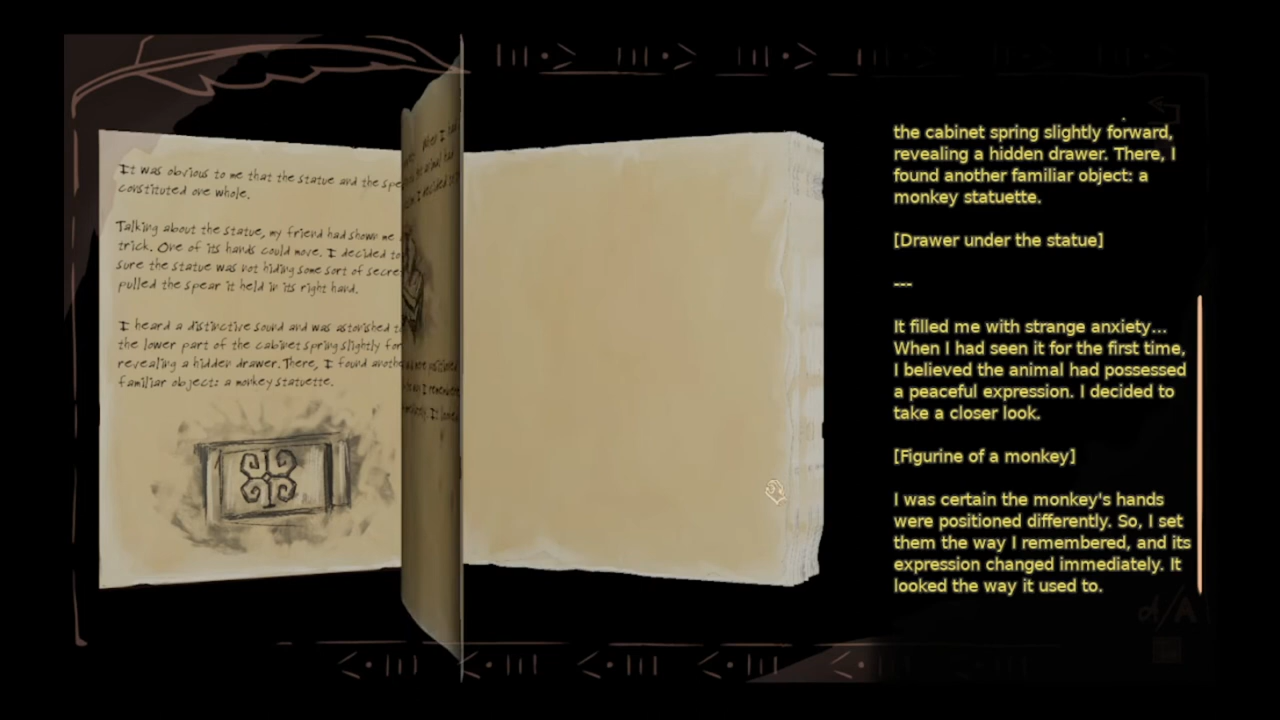 It was obvious to me that the statue and the spe
constituted one whole.
Talking about the statue, my friend had shown me
trick. One of its hands could move. I decided to
sure the statue was not hiding some sort of secre
pulled the spear it held in its right hand.
I heard a distinctive sound and was astonished t
the lower part of the cabinet spring slightly for
revealing a hidden drawer. There, I found anothe
familiar object: a monkey statuette.
the cabinet spring slightly forward,
revealing a hidden drawer. There, I
found another familiar object: a
monkey statuette.
[Drawer under the statue]
---
It filled me with strange anxiety...
When I had seen it for the first time,
I believed the animal had possessed
a peaceful expression. I decided to
take a closer look.
[Figurine of a monkey]
I was certain the monkey's hands
were positioned differently. So, I set
them the way I remembered, and its
expression changed immediately. It
looked the way it used to.